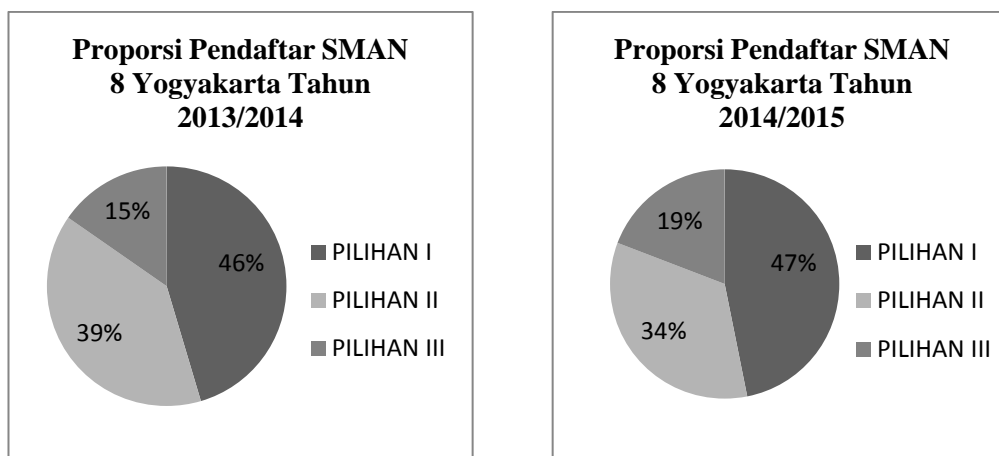 Proporsi Pendaftar SMAN
8 Yogyakarta Tahun
2013/2014
15%
46%
39%
PILIHAN I
PILIHAN II
PILIHAN III
Proporsi Pendaftar SMAN
8 Yogyakarta Tahun
2014/2015
19%
47%
34%
PILIHAN I
PILIHAN II
PILIHAN III